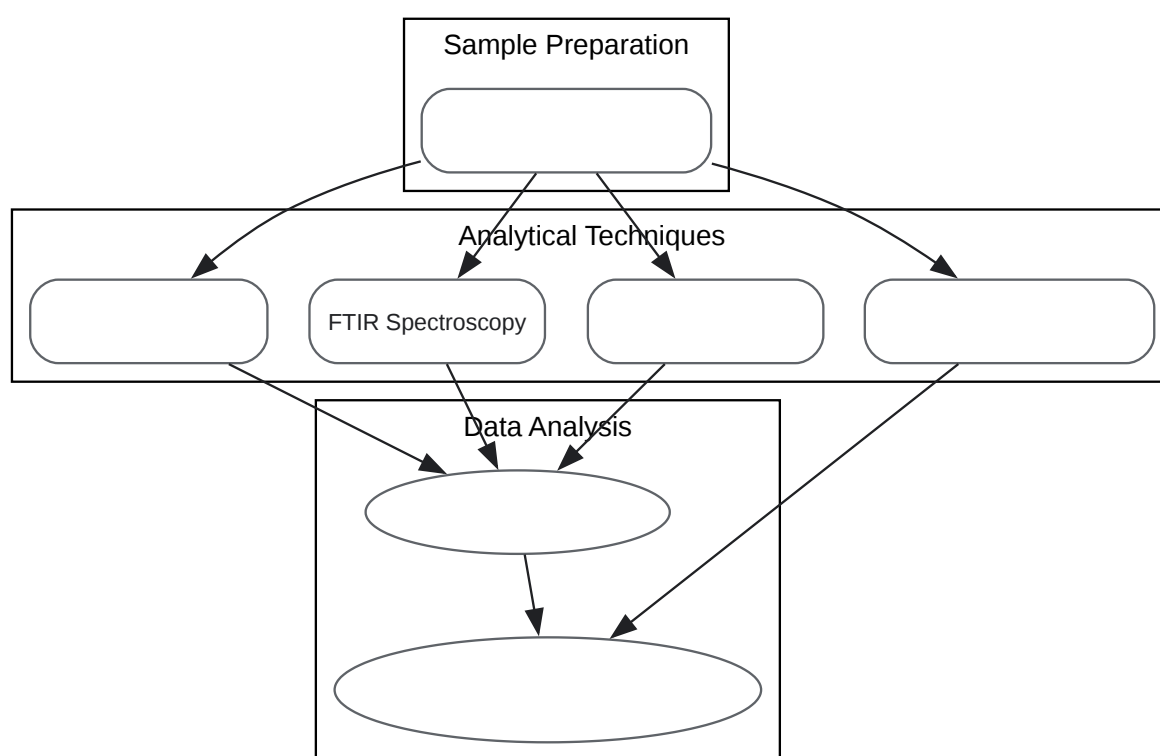 Sample Preparation
Analytical Techniques
FTIR Spectroscopy
Data Analysis